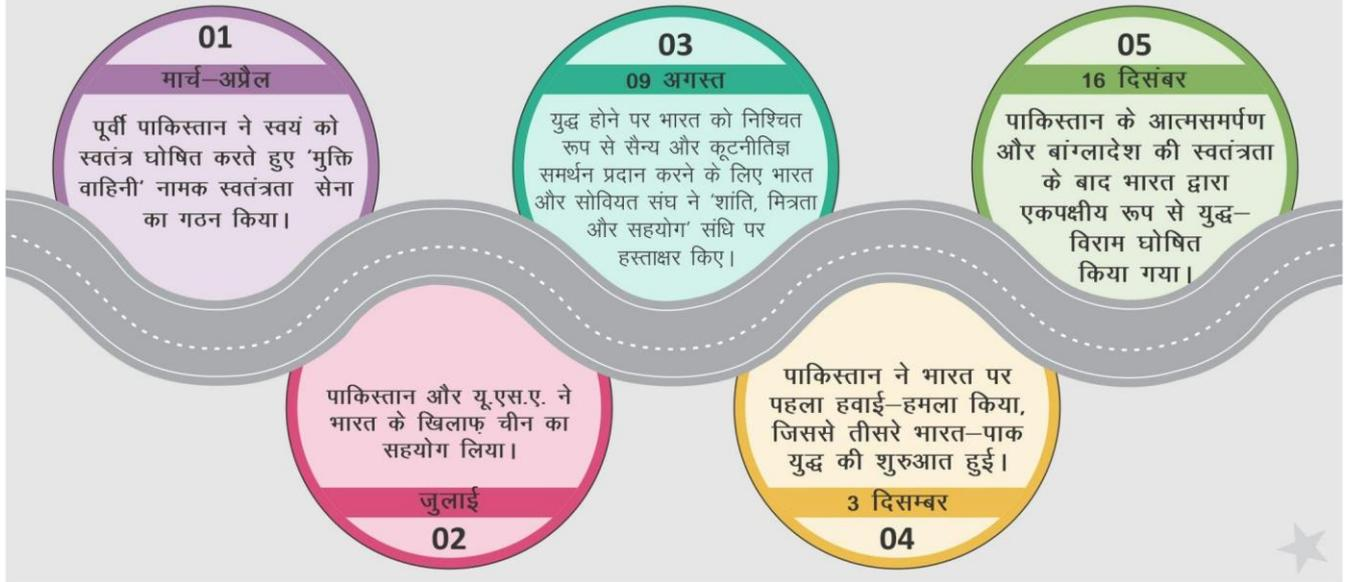 01
मार्च–अप्रैल
पूर्वी पाकिस्तान ने स्वयं को
स्वतंत्र घोषित करते हुए 'मुक्ति
वाहिनी' नामक स्वतंत्रता सेना
का गठन किया।
पाकिस्तान और यू.एस.ए. ने
भारत के खिलाफ़ चीन का
सहयोग लिया।
जुलाई
02
03
09 अगस्त
युद्ध होने पर भारत को निश्चित
रूप से सैन्य और कूटनीतिज्ञ
समर्थन प्रदान करने के लिए भारत
और सोवियत संघ ने 'शांति, मित्रता
और सहयोग' संधि पर
हस्ताक्षर किए।
पाकिस्तान ने भारत पर
पहला हवाई–हमला किया,
जिससे तीसरे भारत–पाक
युद्ध की शुरुआत हुई।
3 दिसम्बर
04
05
16 दिसंबर
पाकिस्तान के आत्मसमर्पण
और बांग्लादेश की स्वतंत्रता
के बाद भारत द्वारा
एकपक्षीय रूप से युद्ध–
विराम घोषित
किया गया।